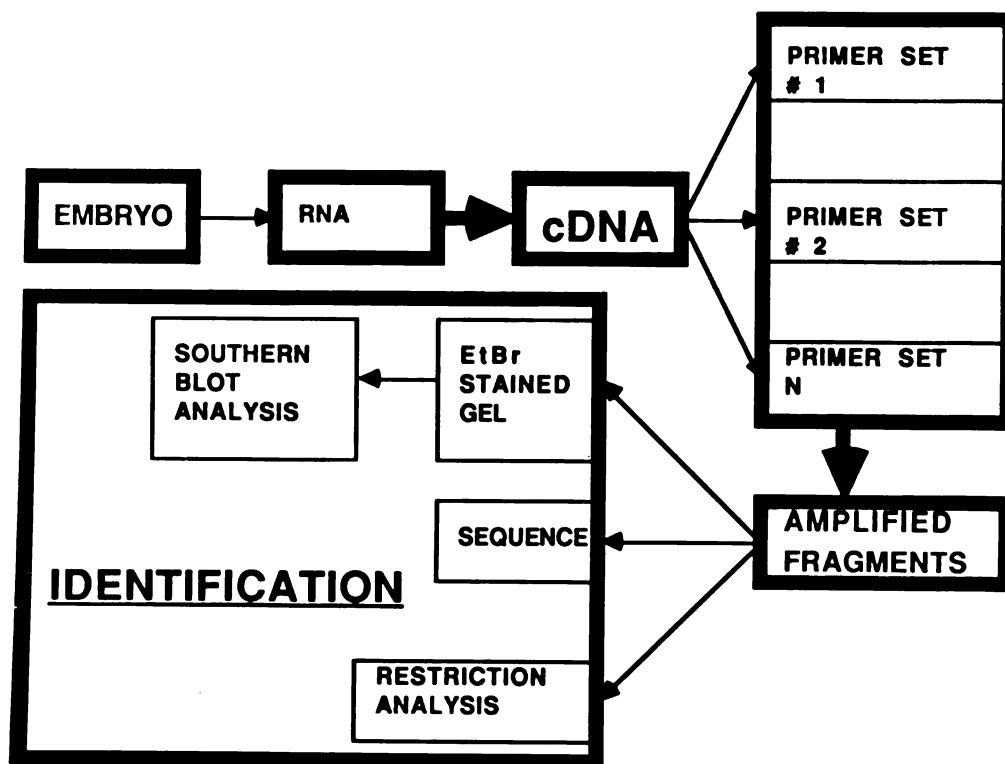 EMBRYO
RNA
cDNA
PRIMER SET
# 1
PRIMER SET
# 2
PRIMER SET
N
AMPLIFIED
FRAGMENTS
EtBr
STAINED
GEL
SOUTHERN
BLOT
ANALYSIS
SEQUENCE
RESTRICTION
ANALYSIS
IDENTIFICATION